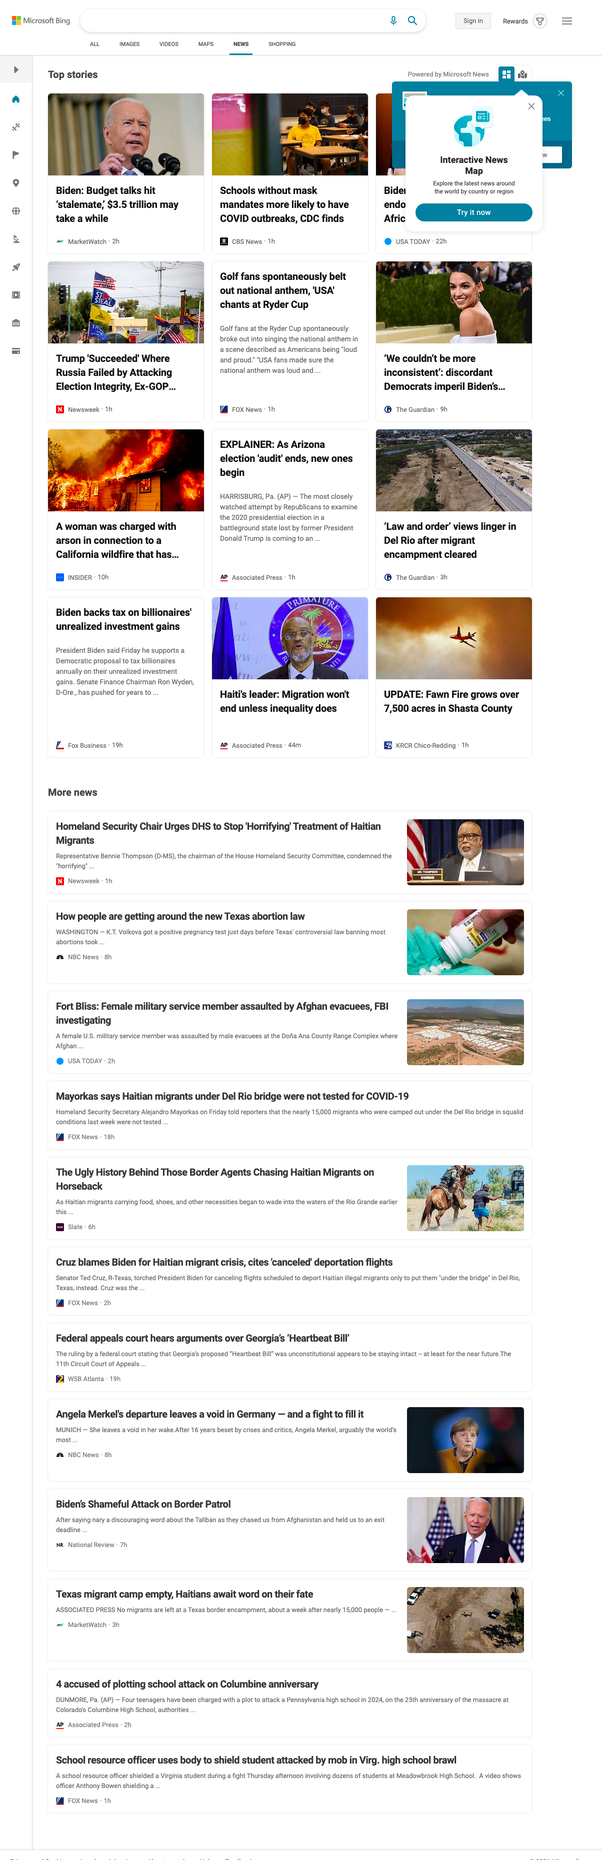 Microsoft Bing
Sign in
Rewards
ALL
IMAGES
VIDEOS
MAPS
NEWS
SHOPPING
Top stories
Powered by Microsoft News
Interactive News
Map
Explore the latest news around
the world by country or region
Try it now
Biden: Budget talks hit
'stalemate,' $3.5 trillion may
take a while
MarketWatch · 2h
Schools without mask
mandates more likely to have
COVID outbreaks, CDC finds
CBS News · 1h
USA TODAY · 22h
Trump 'Succeeded' Where
Russia Failed by Attacking
Election Integrity, Ex-GOP...
Newsweek · 1h
Golf fans spontaneously belt
out national anthem, 'USA'
chants at Ryder Cup
Golf fans at the Ryder Cup spontaneously
broke out into singing the national anthem in
a scene described as Americans being "loud
and proud." "USA fans made sure the
national anthem was loud and ...
FOX News · 1h
'We couldn't be more
inconsistent': discordant
Democrats imperil Biden's...
The Guardian · 9h
A woman was charged with
arson in connection to a
California wildfire that has...
INSIDER · 10h
EXPLAINER: As Arizona
election 'audit' ends, new ones
begin
HARRISBURG, Pa. (AP) — The most closely
watched attempt by Republicans to examine
the 2020 presidential election in a
battleground state lost by former President
Donald Trump is coming to an ...
Associated Press · 1h
'Law and order' views linger in
Del Rio after migrant
encampment cleared
The Guardian · 3h
Biden backs tax on billionaires'
unrealized investment gains
President Biden said Friday he supports a
Democratic proposal to tax billionaires
annually on their unrealized investment
gains. Senate Finance Chairman Ron Wyden,
D-Ore., has pushed for years to ...
Fox Business · 19h
PRIMATURE
Haiti's leader: Migration won't
end unless inequality does
Associated Press · 44m
UPDATE: Fawn Fire grows over
7,500 acres in Shasta County
KRCR Chico-Redding · 1h
More news
Homeland Security Chair Urges DHS to Stop 'Horrifying' Treatment of Haitian
Migrants
Representative Bennie Thompson (D-MS), the chairman of the House Homeland Security Committee, condemned the
"horrifying" ...
Newsweek · 1h
How people are getting around the new Texas abortion law
WASHINGTON — K.T. Volkova got a positive pregnancy test just days before Texas' controversial law banning most
abortions took ...
NBC News · 8h
Fort Bliss: Female military service member assaulted by Afghan evacuees, FBI
investigating
A female U.S. military service member was assaulted by male evacuees at the Doña Ana County Range Complex where
Afghan ...
USA TODAY · 2h
Mayorkas says Haitian migrants under Del Rio bridge were not tested for COVID-19
Homeland Security Secretary Alejandro Mayorkas on Friday told reporters that the nearly 15,000 migrants who were camped out under the Del Rio bridge in squalid
conditions last week were not tested ...
FOX News · 18h
The Ugly History Behind Those Border Agents Chasing Haitian Migrants on
Horseback
As Haitian migrants carrying food, shoes, and other necessities began to wade into the waters of the Rio Grande earlier
this ...
Slate · 6h
Cruz blames Biden for Haitian migrant crisis, cites 'canceled' deportation flights
Senator Ted Cruz, R-Texas, torched President Biden for canceling flights scheduled to deport Haitian illegal migrants only to put them "under the bridge" in Del Rio,
Texas, instead. Cruz was the ...
FOX News · 2h
Federal appeals court hears arguments over Georgia's 'Heartbeat Bill'
The ruling by a federal court stating that Georgia's proposed "Heartbeat Bill" was unconstitutional appears to be staying intact – at least for the near future.The
11th Circuit Court of Appeals ...
WSB Atlanta · 19h
Angela Merkel's departure leaves a void in Germany — and a fight to fill it
MUNICH — She leaves a void in her wake.After 16 years beset by crises and critics, Angela Merkel, arguably the world's
most ...
NBC News · 8h
Biden's Shameful Attack on Border Patrol
After saying nary a discouraging word about the Taliban as they chased us from Afghanistan and held us to an exit
deadline ...
National Review · 7h
Texas migrant camp empty, Haitians await word on their fate
ASSOCIATED PRESS No migrants are left at a Texas border encampment, about a week after nearly 15,000 people — ...
MarketWatch · 3h
4 accused of plotting school attack on Columbine anniversary
DUNMORE, Pa. (AP) — Four teenagers have been charged with a plot to attack a Pennsylvania high school in 2024, on the 25th anniversary of the massacre at
Colorado's Columbine High School, authorities ...
Associated Press · 2h
School resource officer uses body to shield student attacked by mob in Virg. high school brawl
A school resource officer shielded a Virginia student during a fight Thursday afternoon involving dozens of students at Meadowbrook High School. A video shows
officer Anthony Bowen shielding a ...
FOX News · 1h